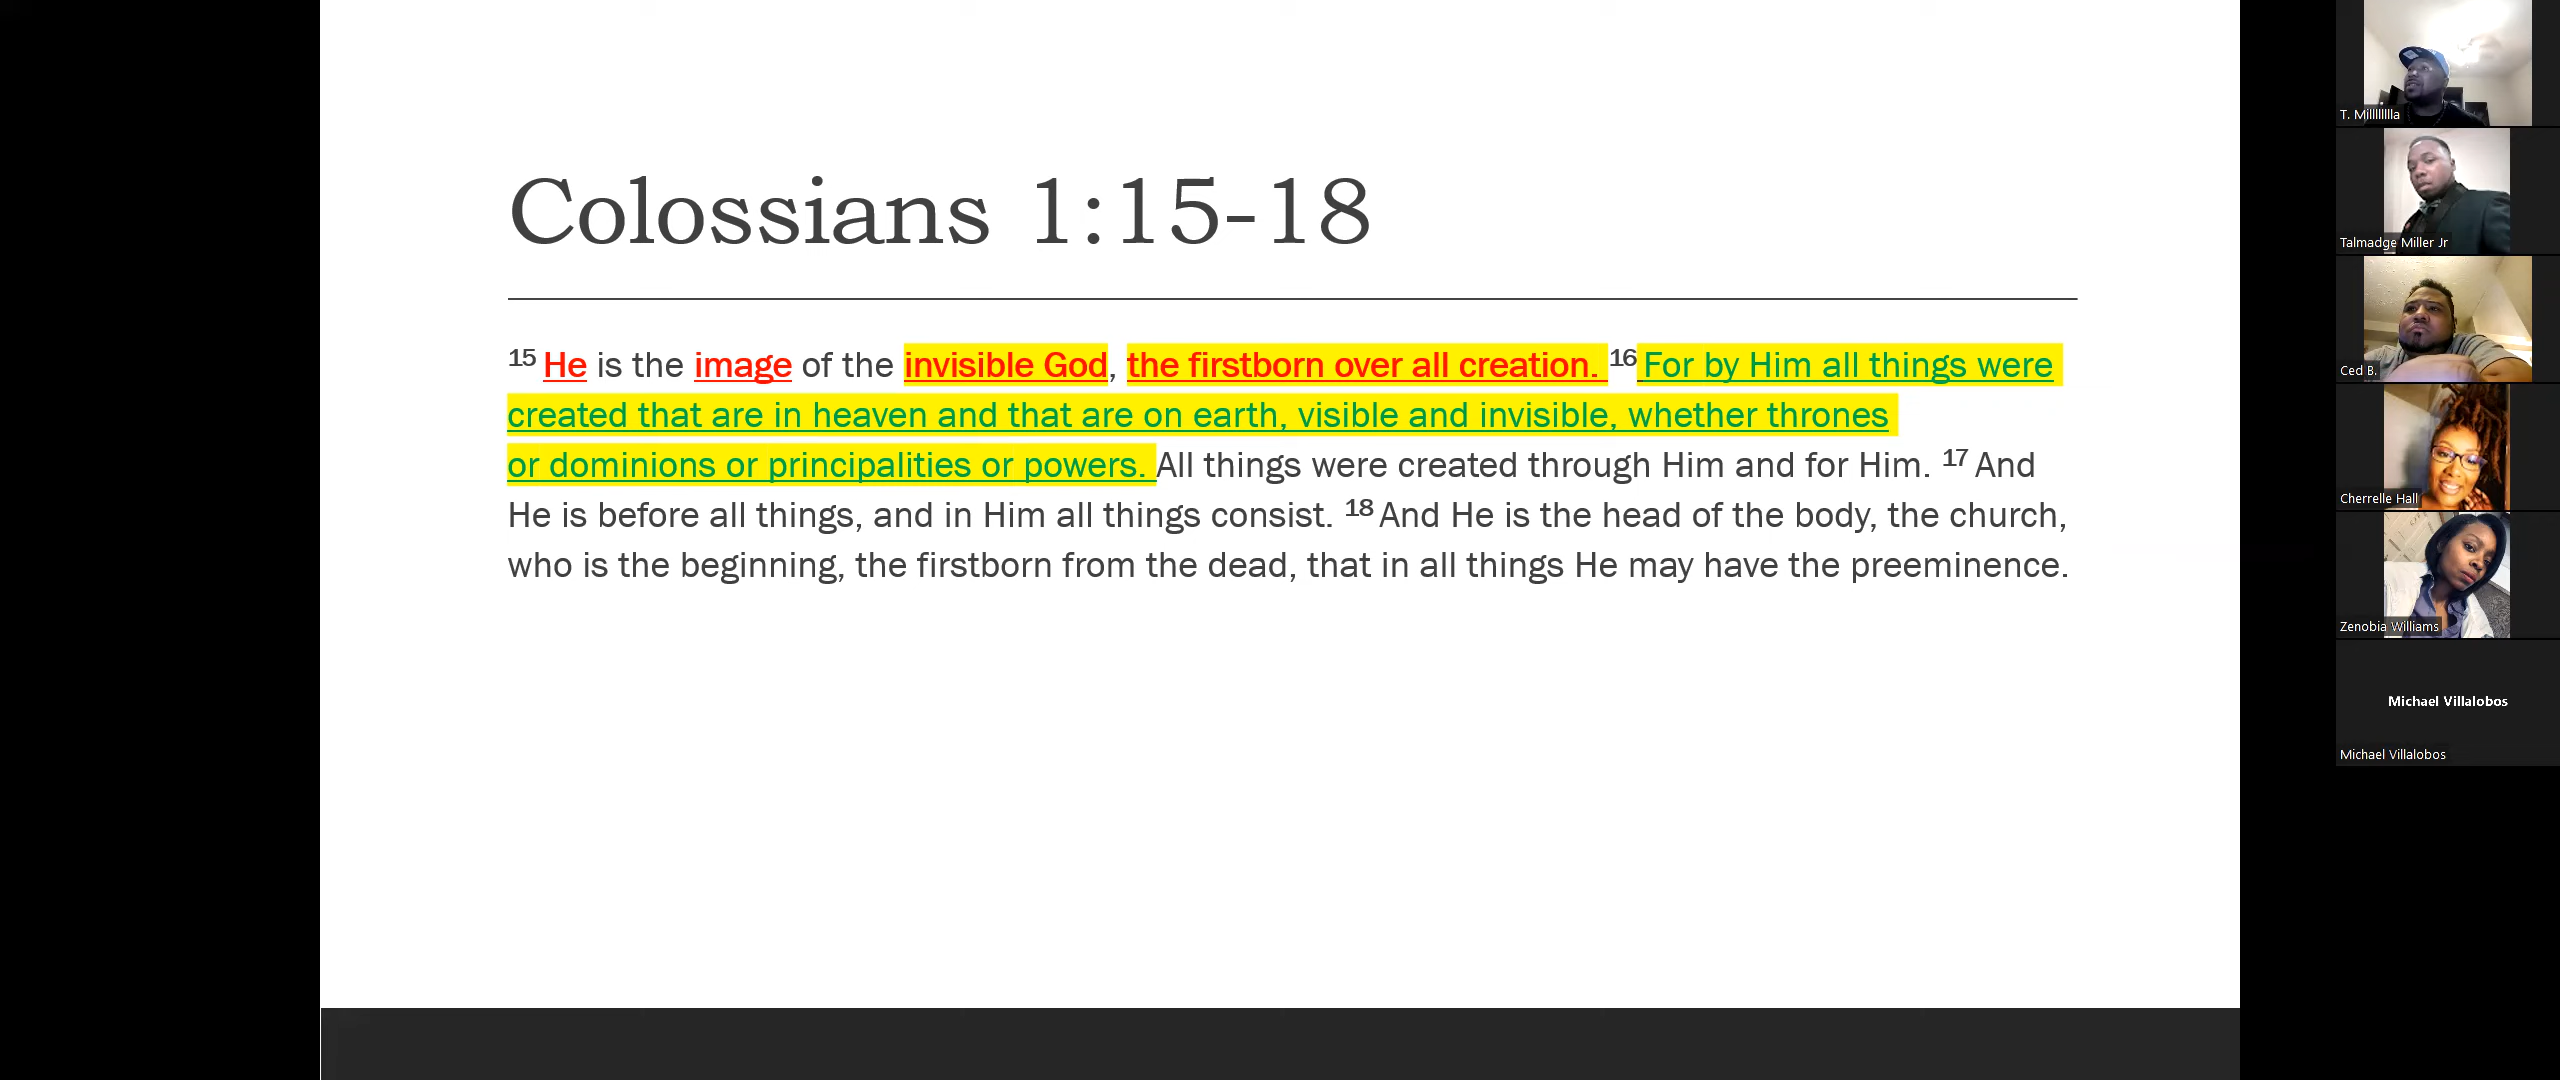 Colossians 1:15-18
15 He is the image of the invisible God, the firstborn over all creation. 16 For by Him all things were
created that are in heaven and that are on earth, visible and invisible, whether thrones
or dominions or principalities or powers. All things were created through Him and for Him. 17 And
He is before all things, and in Him all things consist. 18 And He is the head of the body, the church,
who is the beginning, the firstborn from the dead, that in all things He may have the preeminence.
T. Millllllllla
Talmadge Miller Jr
Ced B.
Cherrelle Hall
Zenobia Williams
Michael Villalobos
Michael Villalobos